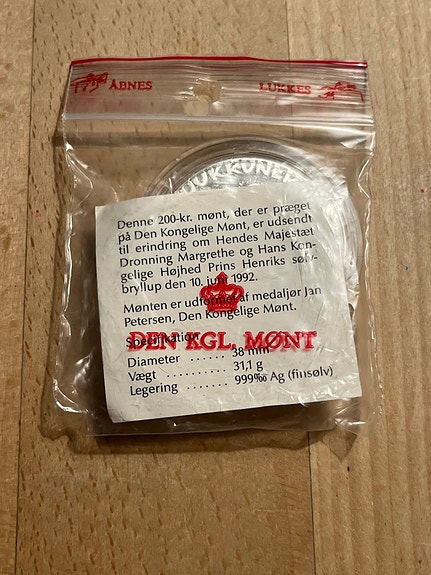 ÅBNES LUKKES
Denne 200-kr. mønt, der er præget
på Den Kongelige Mønt, er udsendt
til erindring om Hendes Majestæt
Dronning Margrethe og Hans Kon-
gelige Højhed Prins Henriks sølv-
bryllup den 10. juni 1992.
Mønten er udformet af medaljør Jan
Petersen, Den Kongelige Mønt.
Specifikation
DEN KGL. MØNT
Diameter ...... 38 mm
Vægt .......... 31,1 g
Legering ....... 999‰ Ag (finsølv)